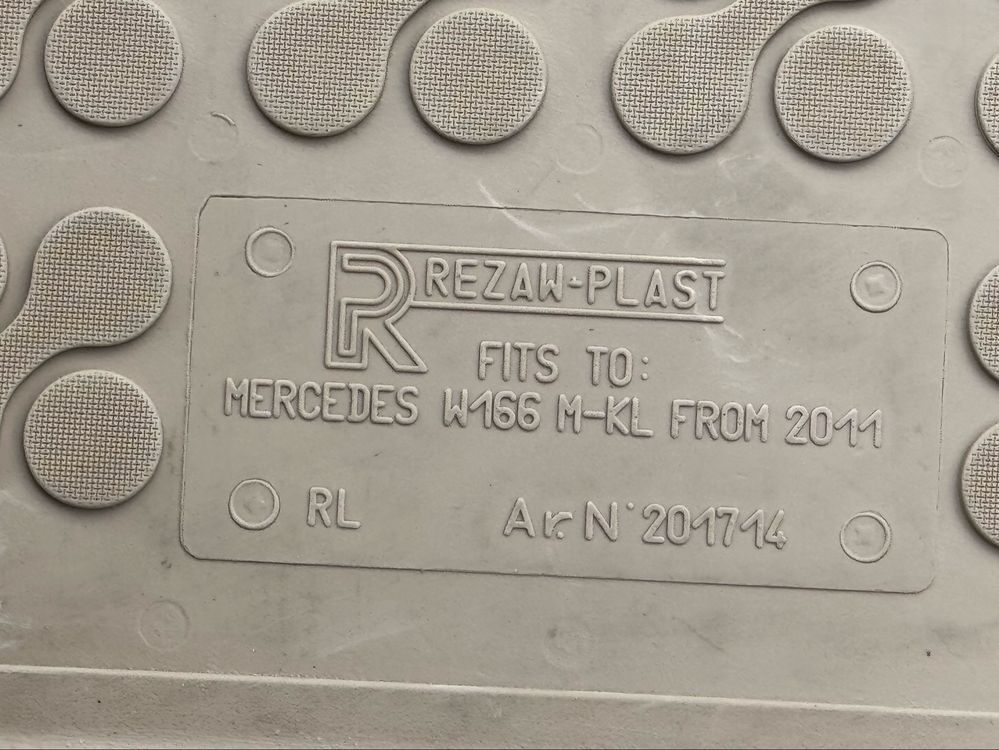 R REZAW-PLAST
FITS TO:
MERCEDES W166 M-KL FROM 2011
RL Ar. N° 201714